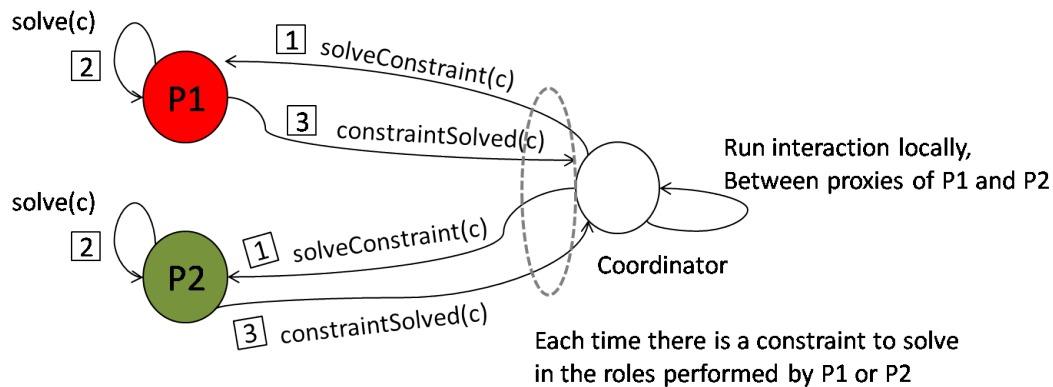 solve(c)
1 solveConstraint(c)
2
P1
3 constraintSolved(c)
Run interaction locally,
Between proxies of P1 and P2
solve(c)
2
1 solveConstraint(c)
P2
Coordinator
3 constraintSolved(c)
Each time there is a constraint to solve
in the roles performed by P1 or P2